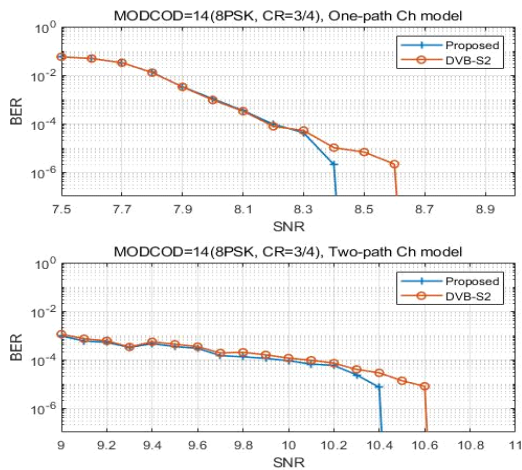 MODCOD=14(8PSK, CR=3/4), One-path Ch model
10^0
10^-2
10^-4
10^-6
BER
Proposed
DVB-S2
7.5 7.7 7.9 8.1 8.3 8.5 8.7 8.9
SNR
MODCOD=14(8PSK, CR=3/4), Two-path Ch model
10^0
10^-2
10^-4
10^-6
BER
Proposed
DVB-S2
9 9.2 9.4 9.6 9.8 10 10.2 10.4 10.6 10.8 11
SNR